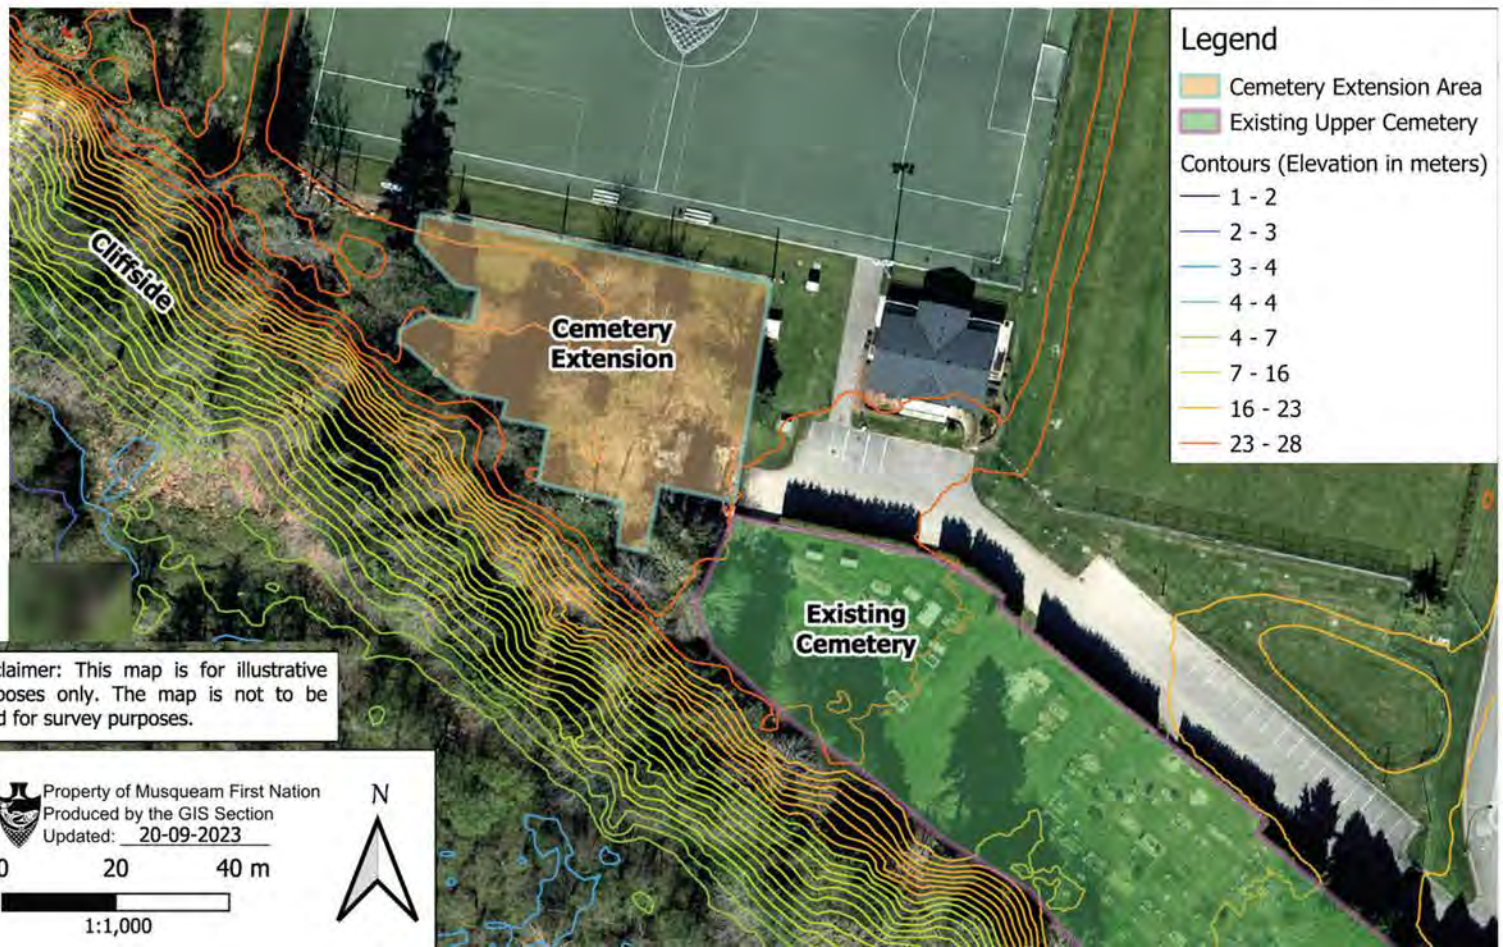 Legend
Cemetery Extension Area
Existing Upper Cemetery
Contours (Elevation in meters)
1 - 2
2 - 3
3 - 4
4 - 4
4 - 7
7 - 16
16 - 23
23 - 28
Cliffside
Cemetery
Extension
Existing
Cemetery
claimer: This map is for illustrative
poses only. The map is not to be
d for survey purposes.
Property of Musqueam First Nation
Produced by the GIS Section
Updated: 20-09-2023
N
0 20 40 m
1:1,000